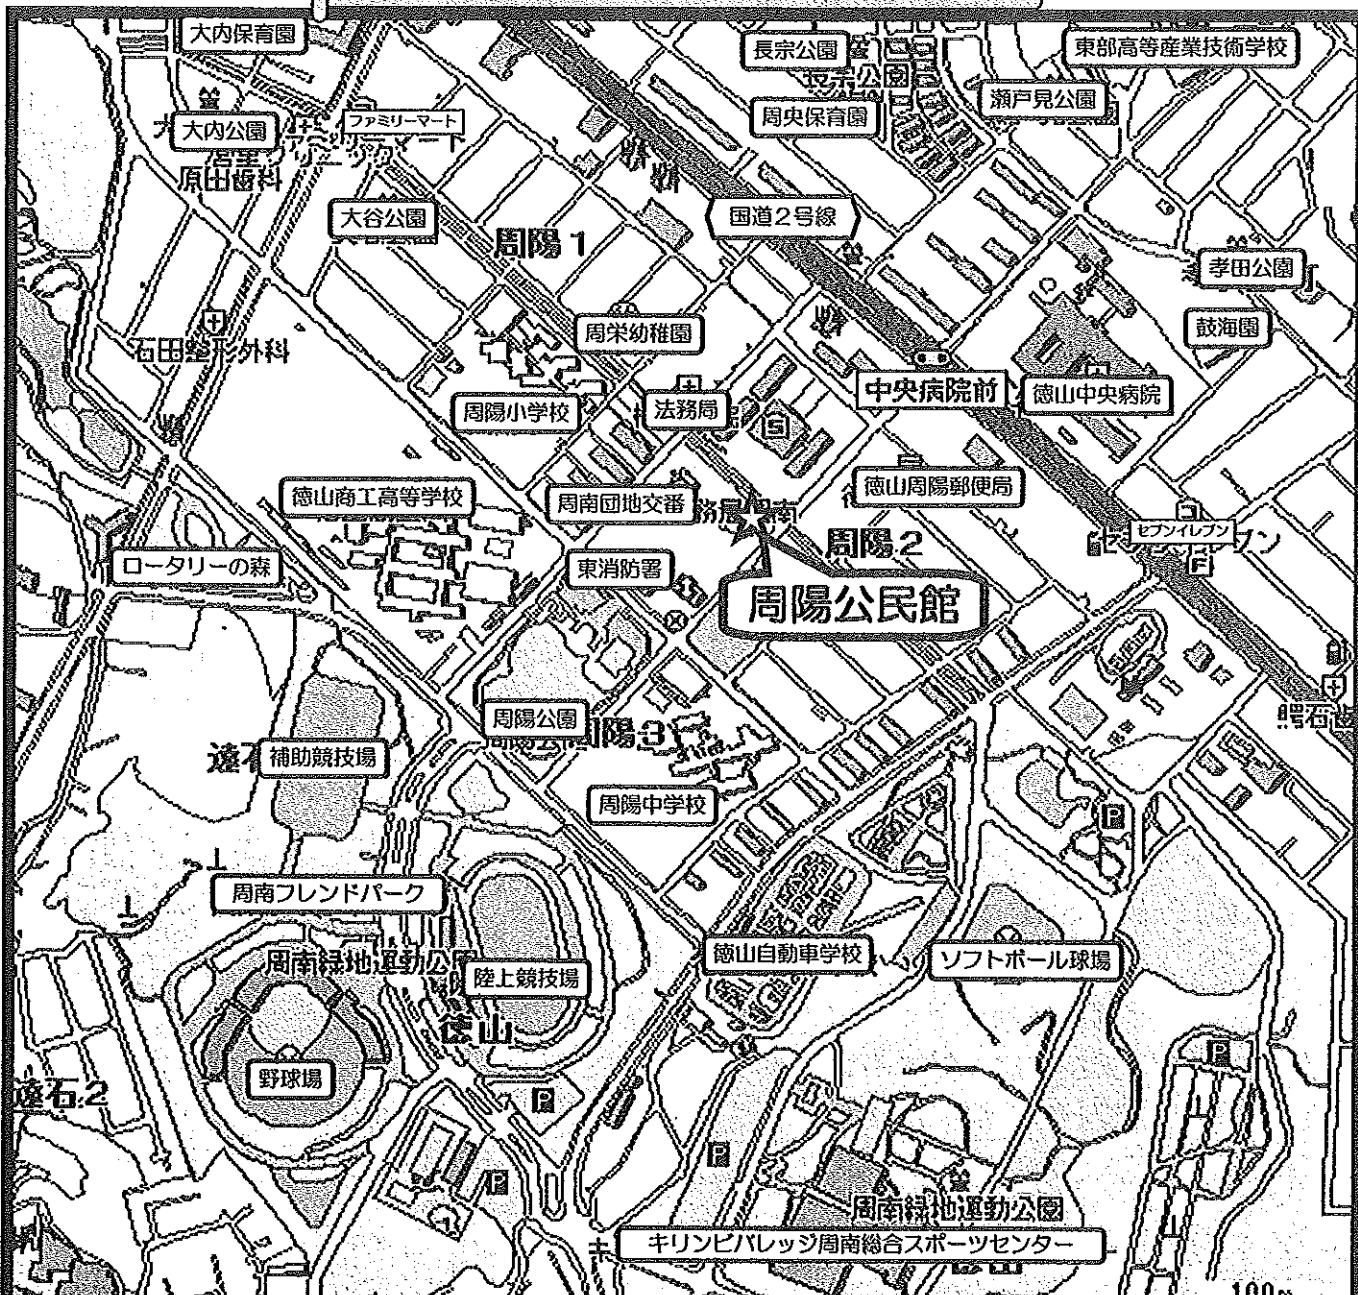 大内保育園
長宗公園
東部高等産業技術学校
長宗公園
瀬戸見公園
大内公園
ファミリーマート
周央保育園
原田歯科
大谷公園
国道2号線
周陽1
孝田公園
石田整形外科
周栄幼稚園
鼓海園
周陽小学校
法務局
中央病院前
徳山中央病院
S
徳山商工高等学校
周南団地交番
徳山周陽郵便局
周陽2
セブンイレブン
F
ロータリーの森
東消防署
周陽公民館
周陽公園
周陽3
補助競技場
周陽中学校
P
周南フレンドパーク
周南緑地運動公園
陸上競技場
徳山自動車学校
ソフトボール球場
徳山
野球場
遠石2
P
P
P
P
周南緑地運動公園
キリンビバレッジ周南総合スポーツセンター